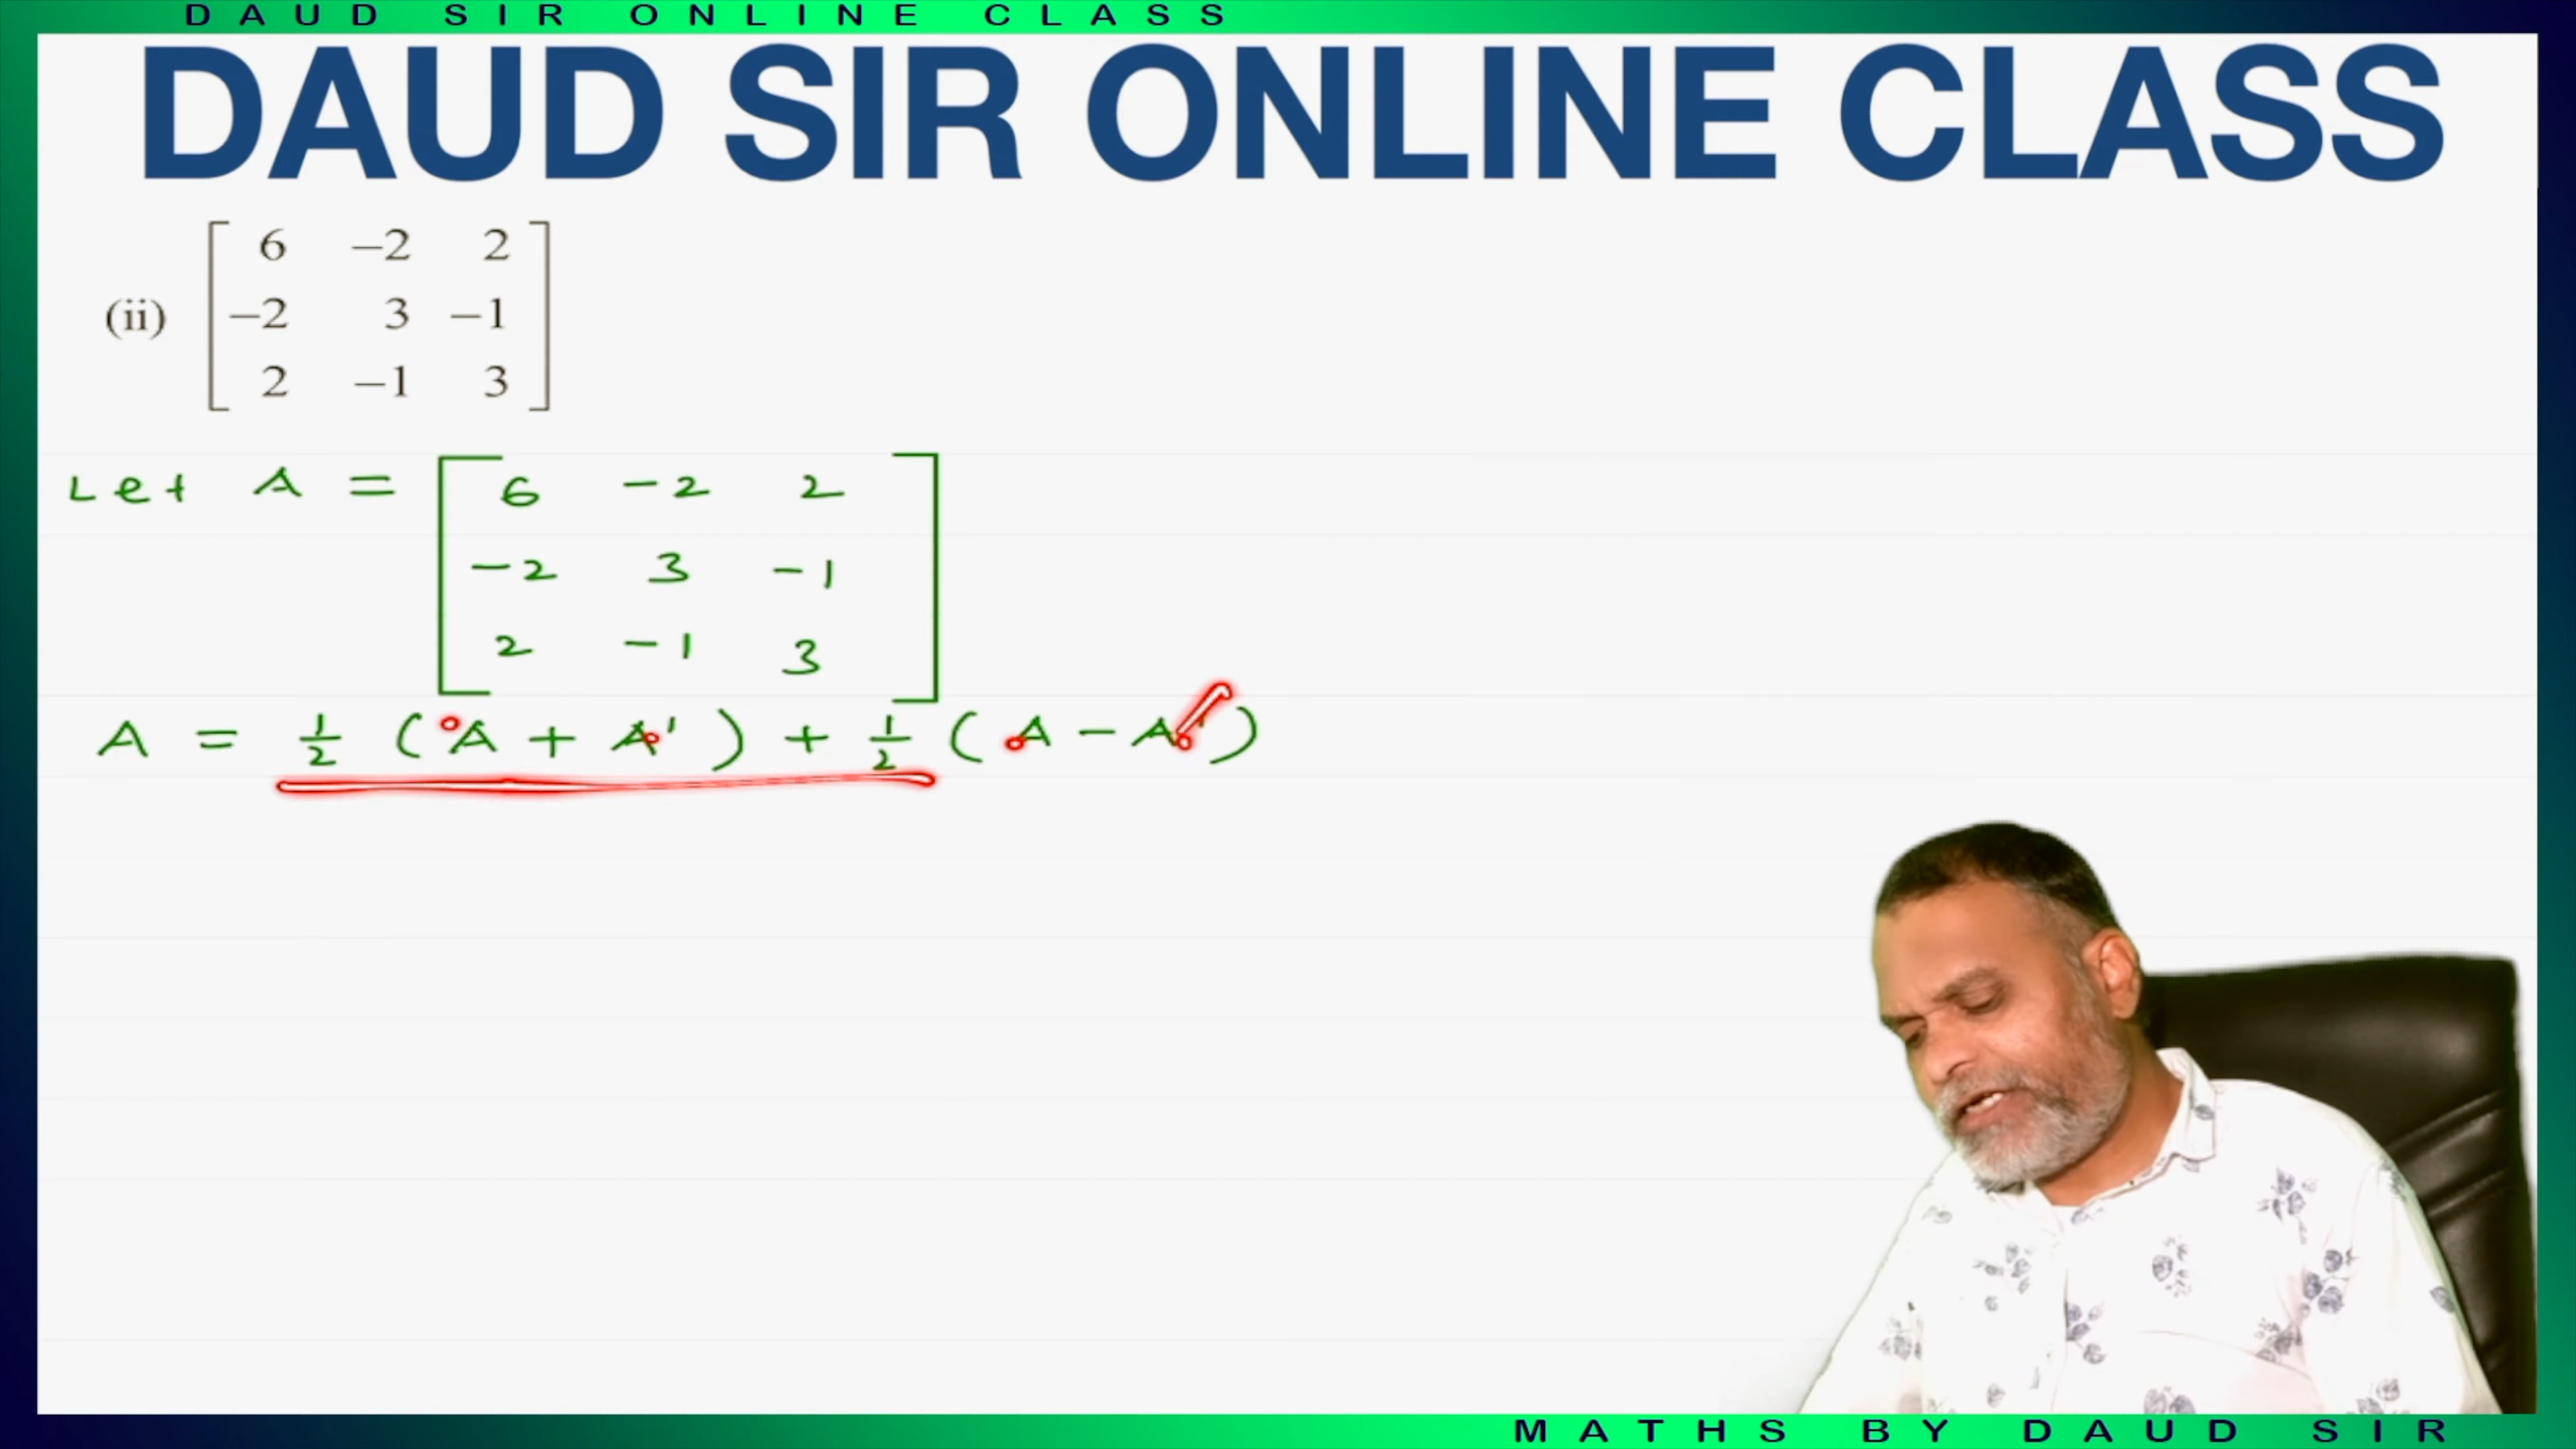 DAUD SIR ONLINE CLASS
DAUD SIR ONLINE CLASS
6 −2 2
(ii) −2 3 −1
2 −1 3
Let A = 6 -2 2
-2 3 -1
2 -1 3
A = 1/2 (A + A') + 1/2 (A - A')
MATHS BY DAUD SIR